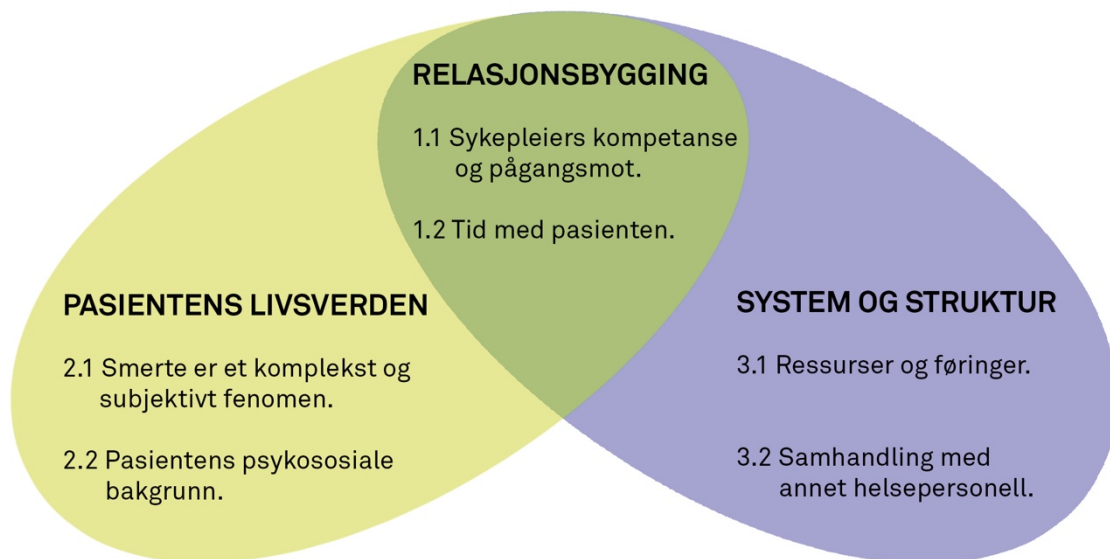 RELASJONSBYGGING
1.1 Sykepleiers kompetanse
og pågangsmot.
1.2 Tid med pasienten.
PASIENTENS LIVSVERDEN
2.1 Smerte er et komplekst og
subjektivt fenomen.
2.2 Pasientens psykososiale
bakgrunn.
SYSTEM OG STRUKTUR
3.1 Ressurser og føringer.
3.2 Samhandling med
annet helsepersonell.